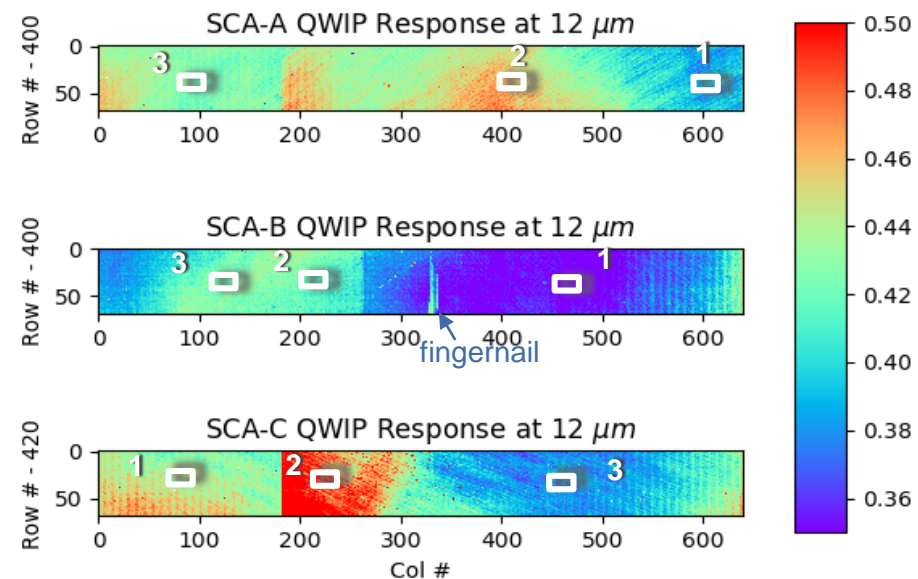 SCA-A QWIP Response at 12 μm
Row # - 400
0
50
3
2
1
0 100 200 300 400 500 600
SCA-B QWIP Response at 12 μm
Row # - 400
0
50
3
2
1
fingernail
0 100 200 300 400 500 600
SCA-C QWIP Response at 12 μm
Row # - 420
0
50
1
2
3
0 100 200 300 400 500 600
Col #
0.50
0.48
0.46
0.44
0.42
0.40
0.38
0.36